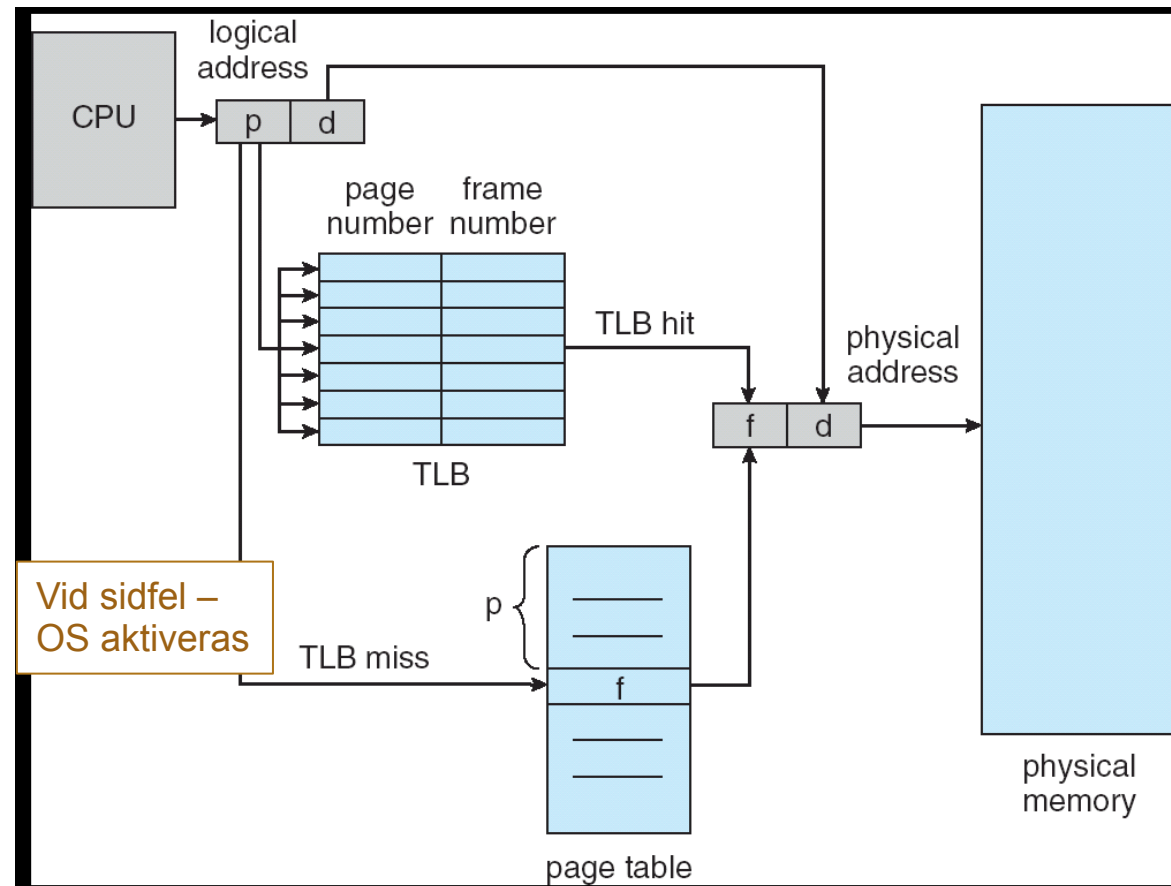 logical
address
CPU
p
d
page
number
frame
number
TLB hit
physical
address
f
d
TLB
Vid sidfel –
OS aktiveras
p
TLB miss
f
physical
memory
page table